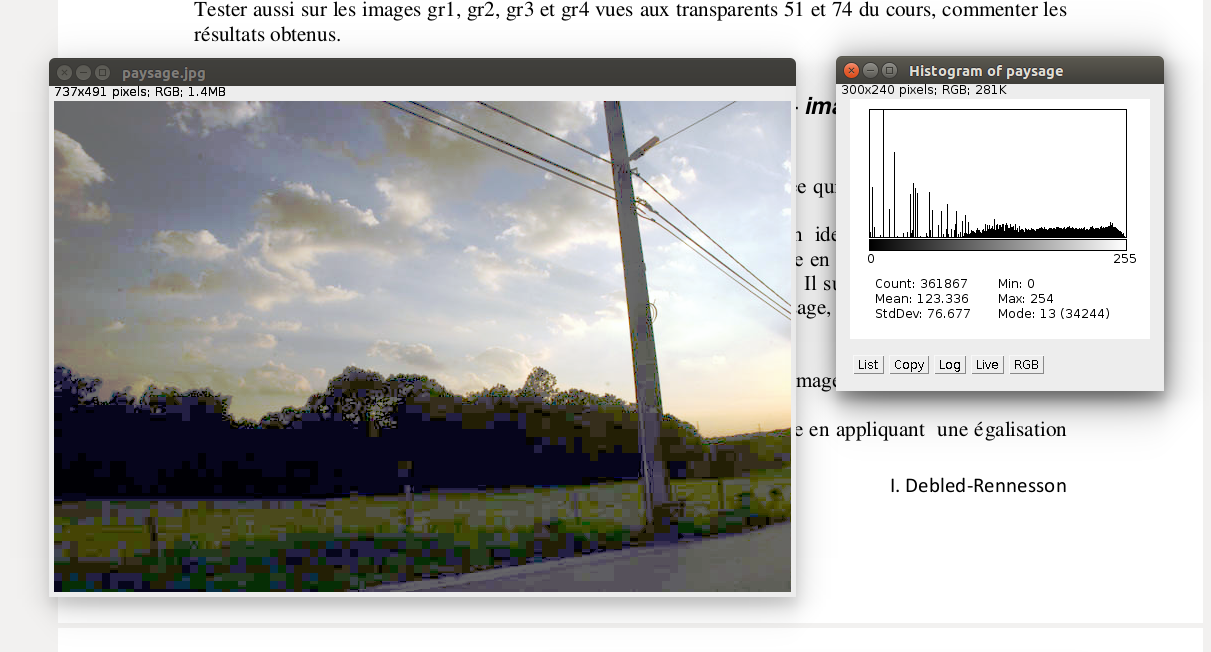 Tester aussi sur les images gr1, gr2, gr3 et gr4 vues aux transparents 51 et 74 du cours, commenter les
résultats obtenus.
paysage.jpg
737x491 pixels; RGB; 1.4MB
Histogram of paysage
300x240 pixels; RGB; 281K
0 255
Count: 361867 Min: 0
Mean: 123.336 Max: 254
StdDev: 76.677 Mode: 13 (34244)
List Copy Log Live RGB
- ima
e qu
n ide
e en
Il su
age,
mage
e en appliquant une égalisation
I. Debled-Rennesson